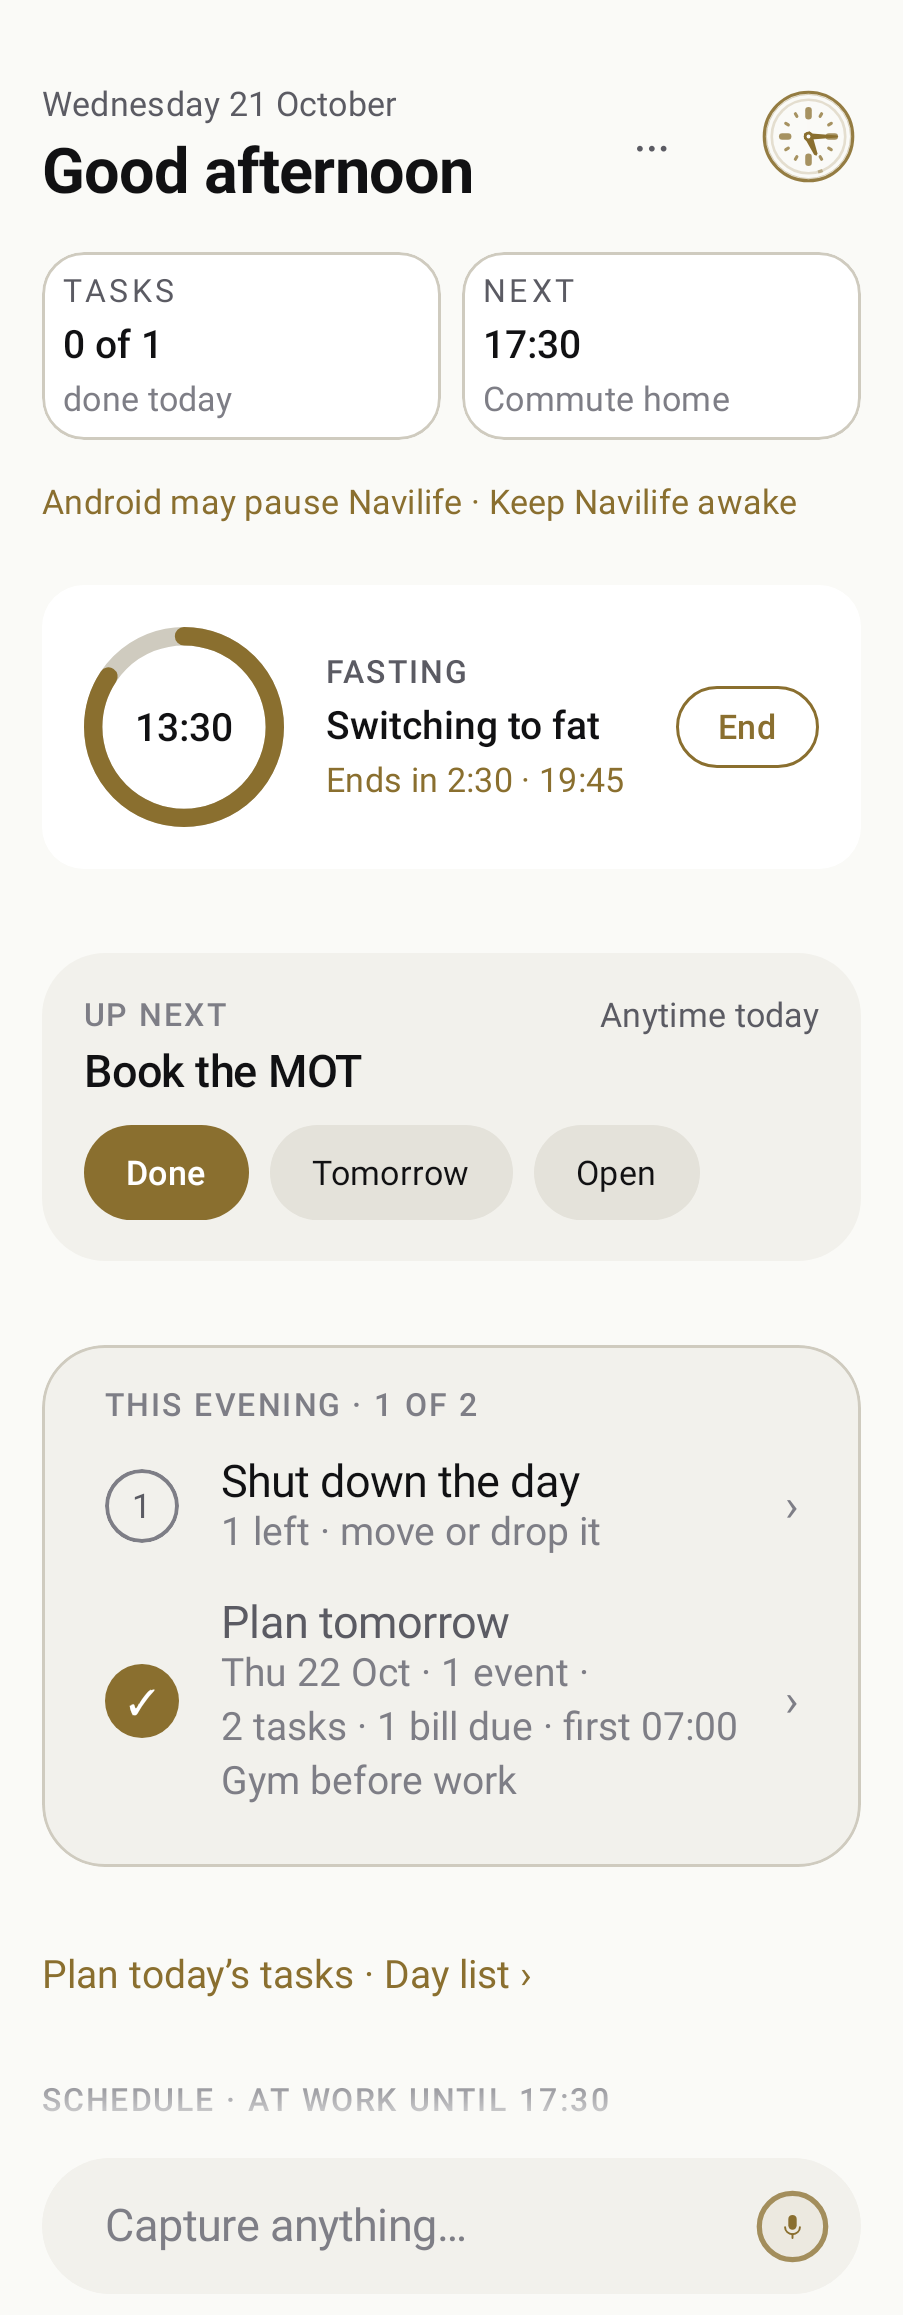 Wednesday 21 October
Good afternoon
...
TASKS
0 of 1
done today
NEXT
17:30
Commute home
Android may pause Navilife · Keep Navilife awake
13:30
FASTING
Switching to fat
Ends in 2:30 · 19:45
End
UP NEXT
Anytime today
Book the MOT
Done
Tomorrow
Open
THIS EVENING · 1 OF 2
1
Shut down the day
1 left · move or drop it
›
✓
Plan tomorrow
Thu 22 Oct · 1 event ·
2 tasks · 1 bill due · first 07:00
Gym before work
›
Plan today’s tasks · Day list ›
SCHEDULE · AT WORK UNTIL 17:30
Capture anything...